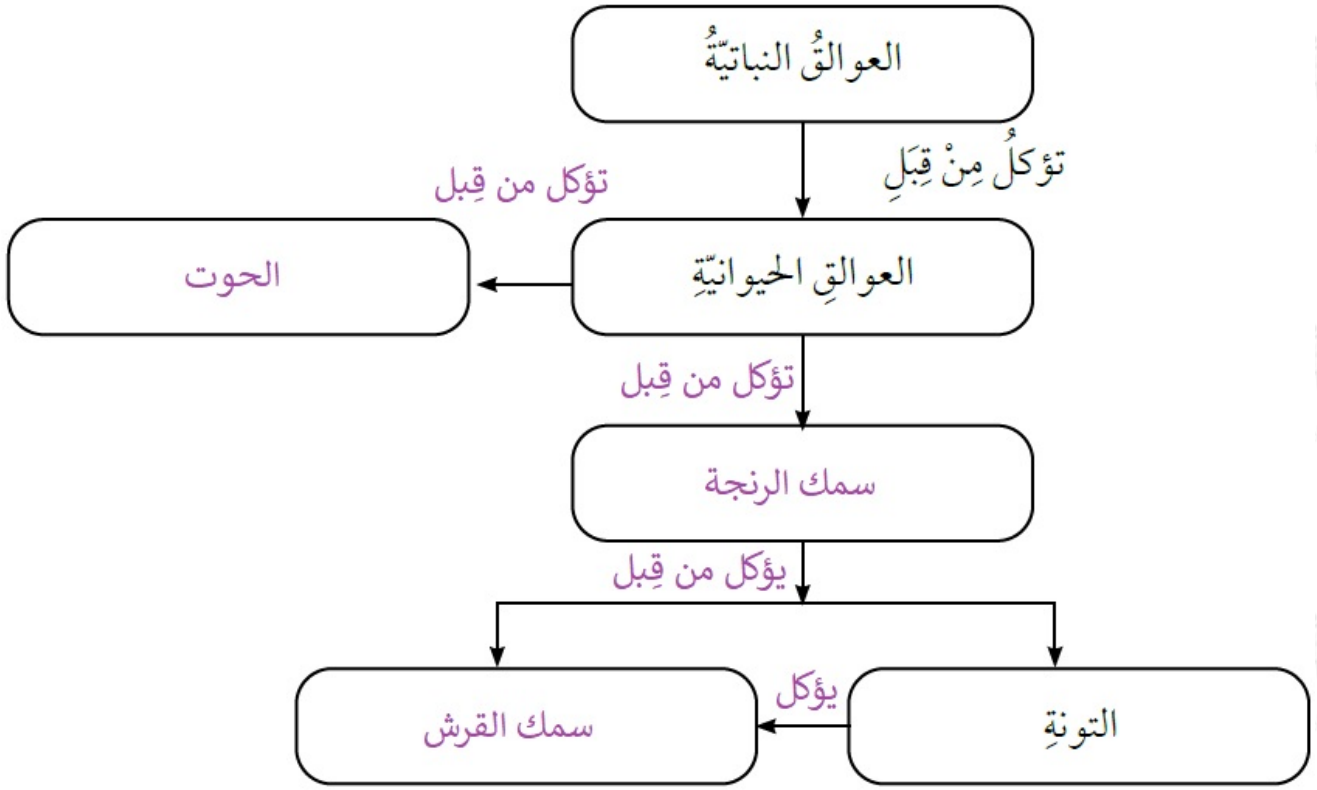 العوالقُ النباتيّةُ
تؤكلُ مِنْ قِبَلِ
تؤكل من قِبل
العوالقِ الحيوانيّةِ
الحوت
تؤكل من قِبل
سمك الرنجة
يؤكل من قِبل
التونةِ
يؤكل
سمك القرش